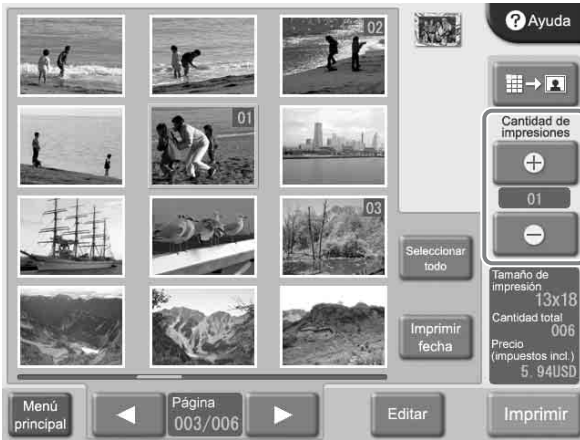 02
Ayuda
01
Cantidad de
impresiones
01
03
Seleccionar
todo
Tamaño de
impresión
13x18
Cantidad total
006
Imprimir
fecha
Precio
(impuestos incl.)
5.94USD
Menú
principal
Página
003/006
Editar
Imprimir